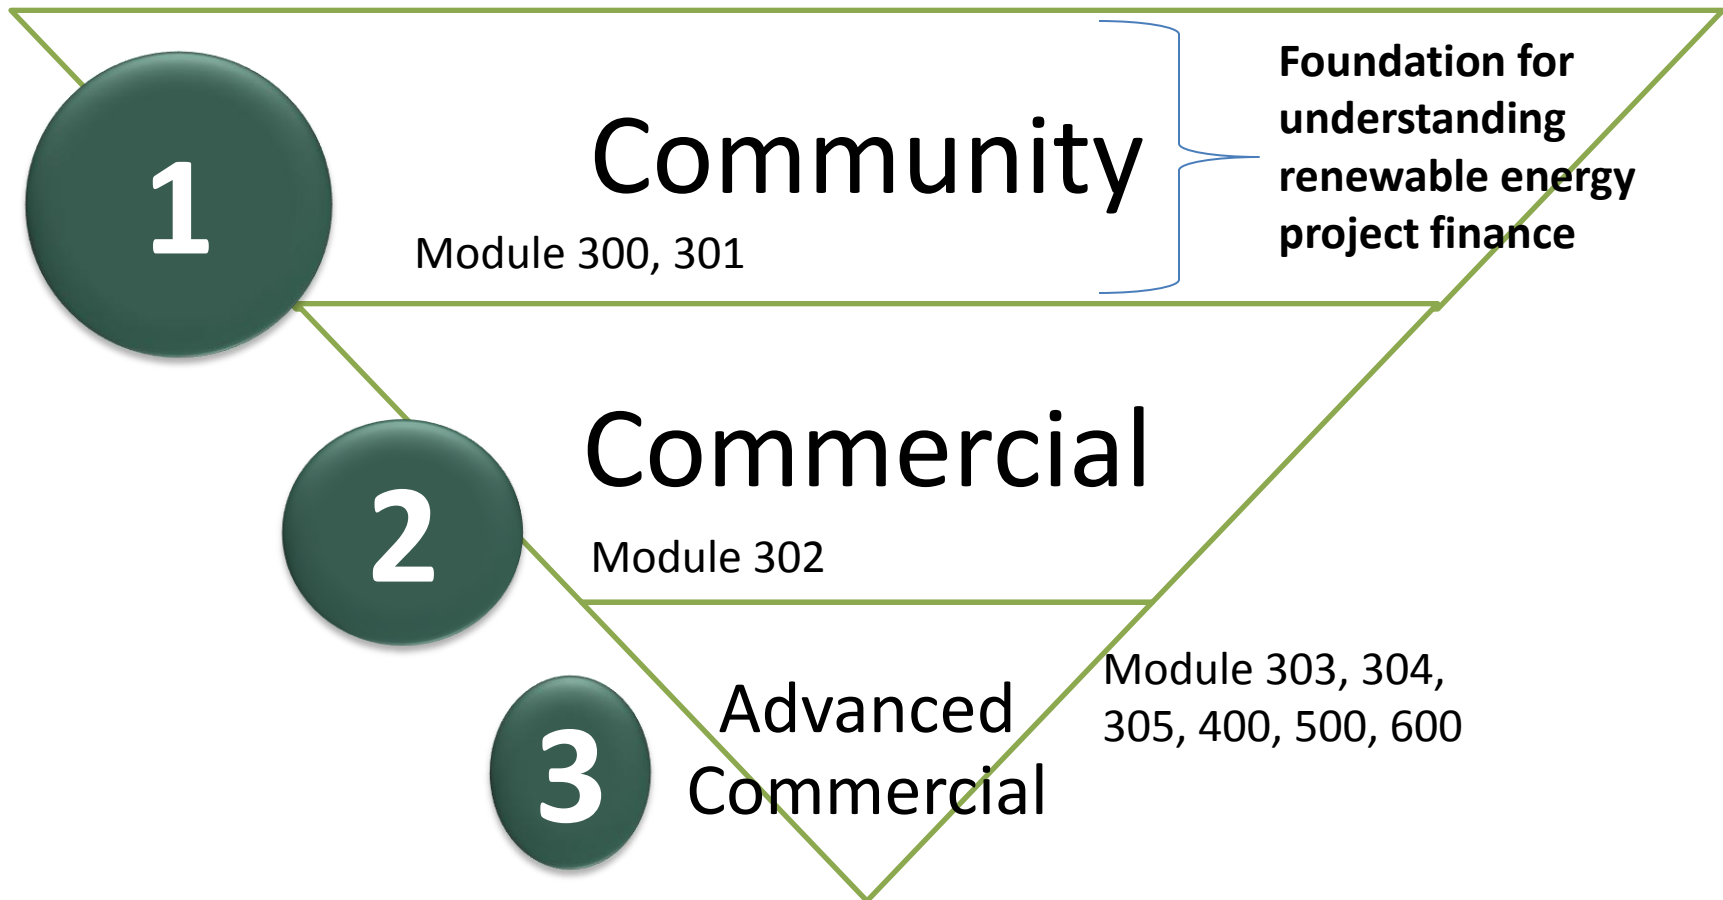 1
Community
Module 300, 301
Foundation for
understanding
renewable energy
project finance
2
Commercial
Module 302
3
Advanced
Commercial
Module 303, 304,
305, 400, 500, 600